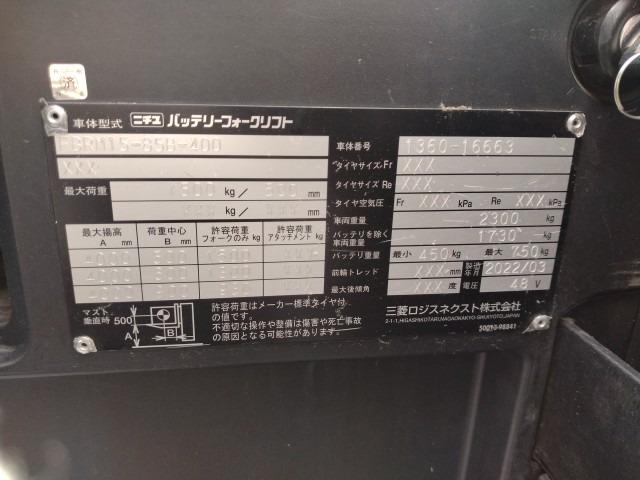 済
車体型式 ニチユ バッテリーフォークリフト
FBRM15-85B-400
XXX
最大荷重 1500 kg / 500 mm
kg / mm
最大揚高 A mm 荷重中心 B mm 許容荷重 フォークのみ kg 許容荷重 アタッチメント kg
4000 500 1500
4000 600
マスト垂直時 500 A B
許容荷重はメーカー標準タイヤ付
の値です。
不適切な操作や整備は傷害や死亡事故
の原因となる可能性があります。
車体番号 1360-16663
タイヤサイズ Fr XXX
タイヤサイズ Re XXX
タイヤ空気圧 Fr XXX kPa Re XXX kPa
車両重量 2300 kg
バッテリを除く車両重量 1730 kg
バッテリ重量 最小 450 kg 最大 750 kg
前輪トレッド XXX mm 製造年月 2022/03
最大後傾角 XXX 度 電圧 48 V
三菱ロジスネクスト株式会社
2-1-1,HIGASHIKOTARI,NAGAOKAKYO-SHI,KYOTO,JAPAN